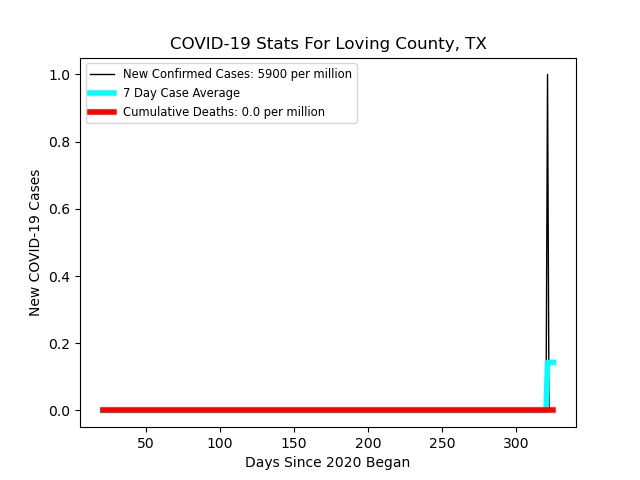 COVID-19 Stats For Loving County, TX
New Confirmed Cases: 5900 per million
7 Day Case Average
Cumulative Deaths: 0.0 per million
New COVID-19 Cases
1.0
0.8
0.6
0.4
0.2
0.0
50 100 150 200 250 300
Days Since 2020 Began